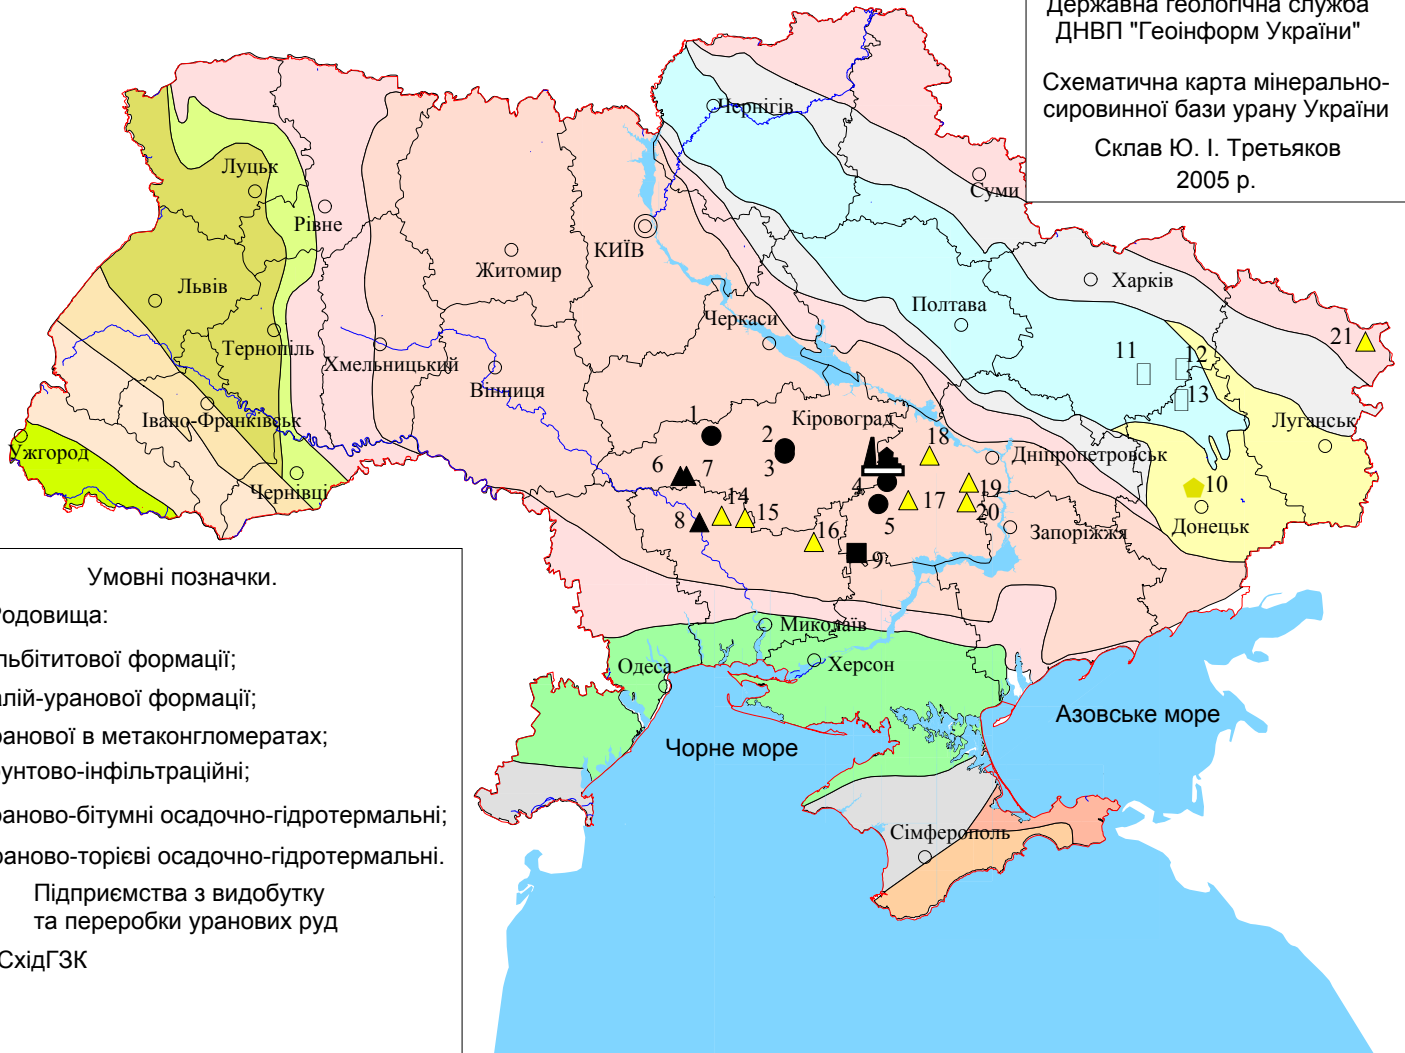 Державна геологічна служба
ДНВП "Геоінформ України"
Схематична карта мінерально-
сировинної бази урану України
Склав Ю. І. Третьяков
2005 р.
Чернігів
Суми
Луцьк
Рівне
КИЇВ
Житомир
Харків
Львів
Полтава
Черкаси
Тернопіль
Хмельницький
Вінниця
21
11
12
13
Івано-Франківськ
Кіровоград
Луганськ
Ужгород
1
2
3
18
Дніпропетровськ
6
7
Чернівці
4
19
10
14
15
17
20
8
5
Донецьк
16
Запоріжжя
9
Миколаїв
Херсон
Одеса
Азовське море
Чорне море
Сімферополь
Умовні позначки.
Родовища:
льбітитової формації;
алій-уранової формації;
ранової в метаконгломератах;
рунтово-інфільтраційні;
раново-бітумні осадочно-гідротермальні;
раново-торієві осадочно-гідротермальні.
Підприємства з видобутку
та переробки уранових руд
СхідГЗК